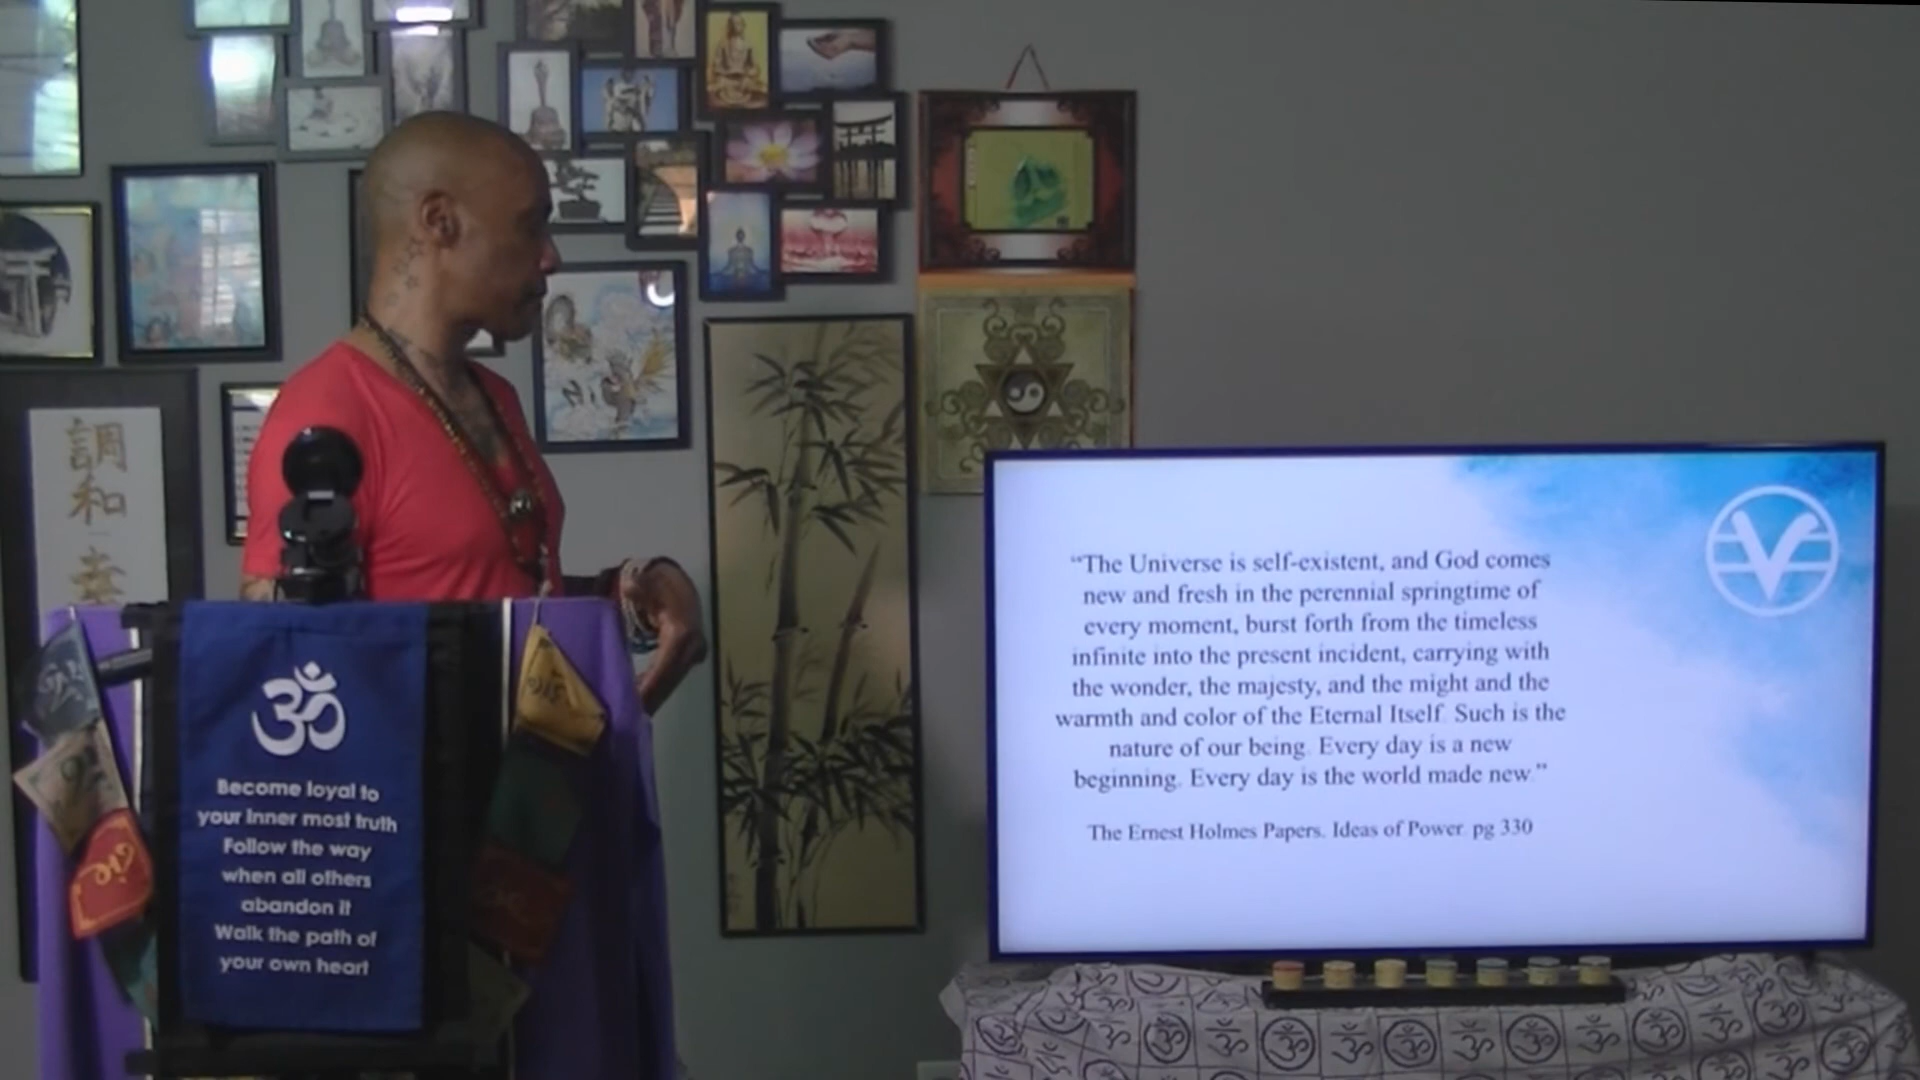 調
和
幸
ॐ
Become loyal to
your inner most truth
Follow the way
when all others
abandon it
Walk the path of
your own heart
“The Universe is self-existent, and God comes
new and fresh in the perennial springtime of
every moment, burst forth from the timeless
infinite into the present incident, carrying with
the wonder, the majesty, and the might and the
warmth and color of the Eternal Itself. Such is the
nature of our being. Every day is a new
beginning. Every day is the world made new.”
The Ernest Holmes Papers. Ideas of Power. pg 330